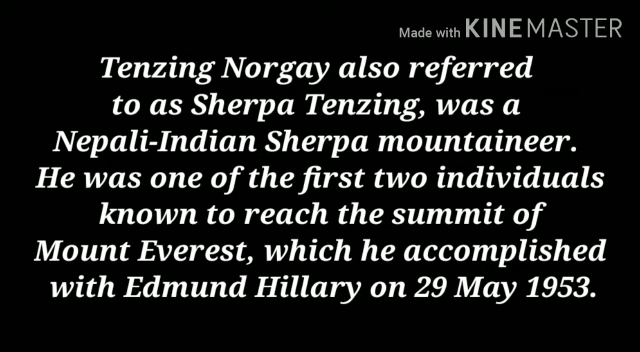 Made with KINEMASTER
Tenzing Norgay also referred
to as Sherpa Tenzing, was a
Nepali-Indian Sherpa mountaineer.
He was one of the first two individuals
known to reach the summit of
Mount Everest, which he accomplished
with Edmund Hillary on 29 May 1953.